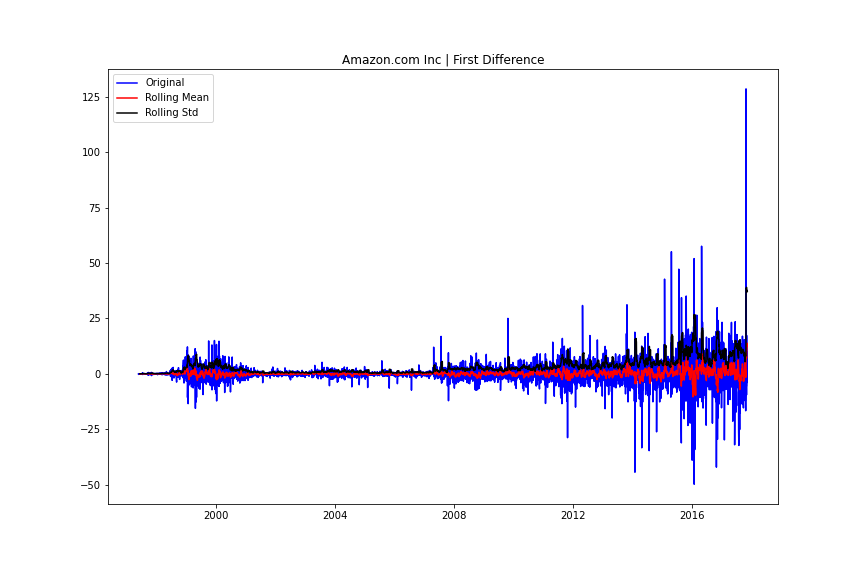 Amazon.com Inc | First Difference
Original
Rolling Mean
Rolling Std
125
100
75
50
25
0
−25
−50
2000 2004 2008 2012 2016